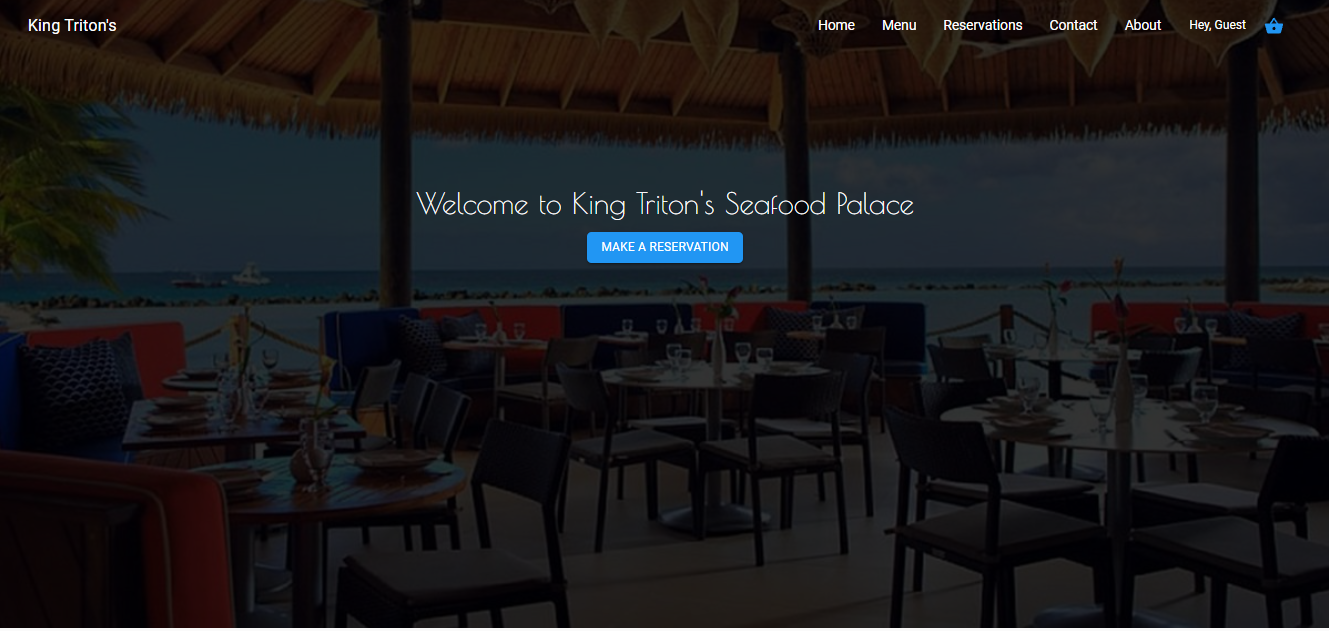 King Triton's
Home Menu Reservations Contact About Hey, Guest
Welcome to King Triton's Seafood Palace
MAKE A RESERVATION